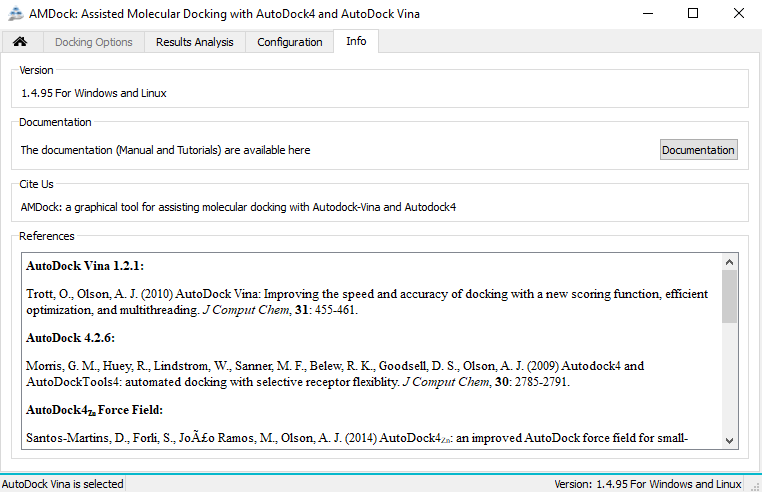 AMDock: Assisted Molecular Docking with AutoDock4 and AutoDock Vina
Docking Options Results Analysis Configuration Info
Version
1.4.95 For Windows and Linux
Documentation
The documentation (Manual and Tutorials) are available here Documentation
Cite Us
AMDock: a graphical tool for assisting molecular docking with Autodock-Vina and Autodock4
References
AutoDock Vina 1.2.1:
Trott, O., Olson, A. J. (2010) AutoDock Vina: Improving the speed and accuracy of docking with a new scoring function, efficient
optimization, and multithreading. J Comput Chem, 31: 455-461.
AutoDock 4.2.6:
Morris, G. M., Huey, R., Lindstrom, W., Sanner, M. F., Belew, R. K., Goodsell, D. S., Olson, A. J. (2009) Autodock4 and
AutoDockTools4: automated docking with selective receptor flexiblity. J Comput Chem, 30: 2785-2791.
AutoDock4Zn Force Field:
Santos-Martins, D., Forli, S., JoÃ£o Ramos, M., Olson, A. J. (2014) AutoDock4Zn: an improved AutoDock force field for small-
AutoDock Vina is selected Version: 1.4.95 For Windows and Linux